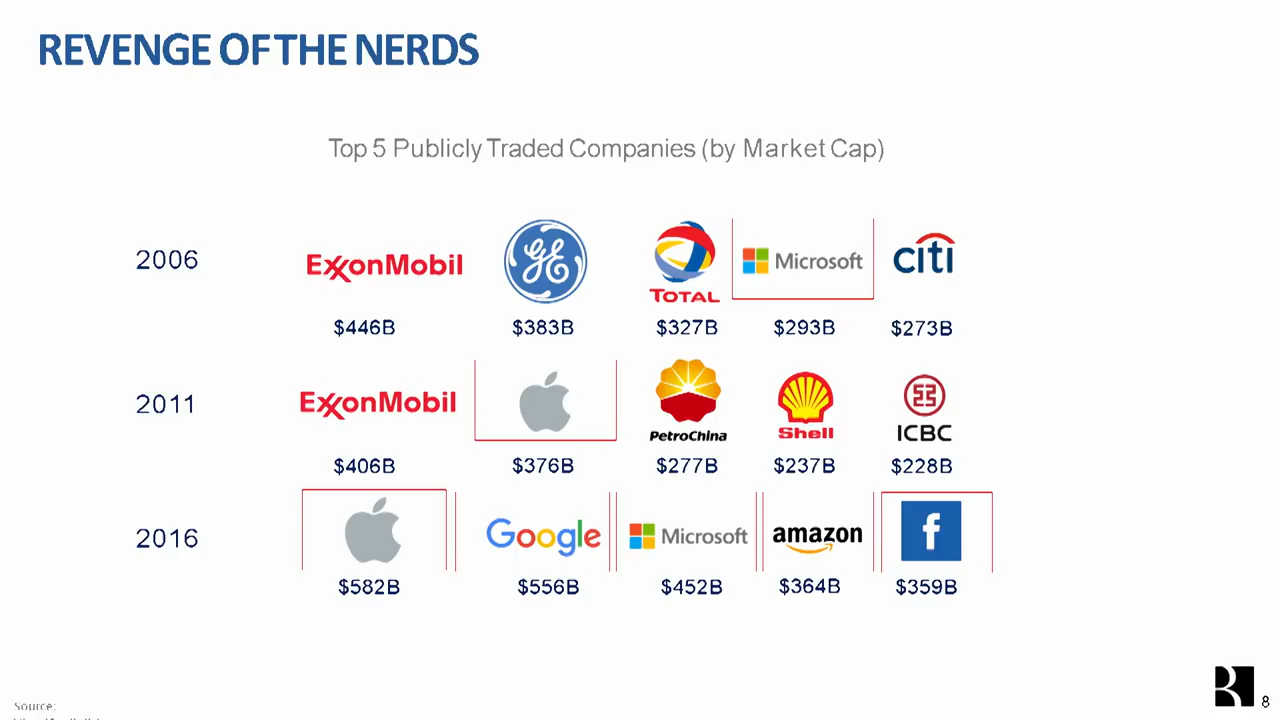 REVENGE OF THE NERDS
Top 5 Publicly Traded Companies (by Market Cap)
2006 ExxonMobil GE TOTAL Microsoft citi
$446B $383B $327B $293B $273B
2011 ExxonMobil PetroChina Shell ICBC
$406B $376B $277B $237B $228B
2016 Google Microsoft amazon f
$582B $556B $452B $364B $359B
Source:
8